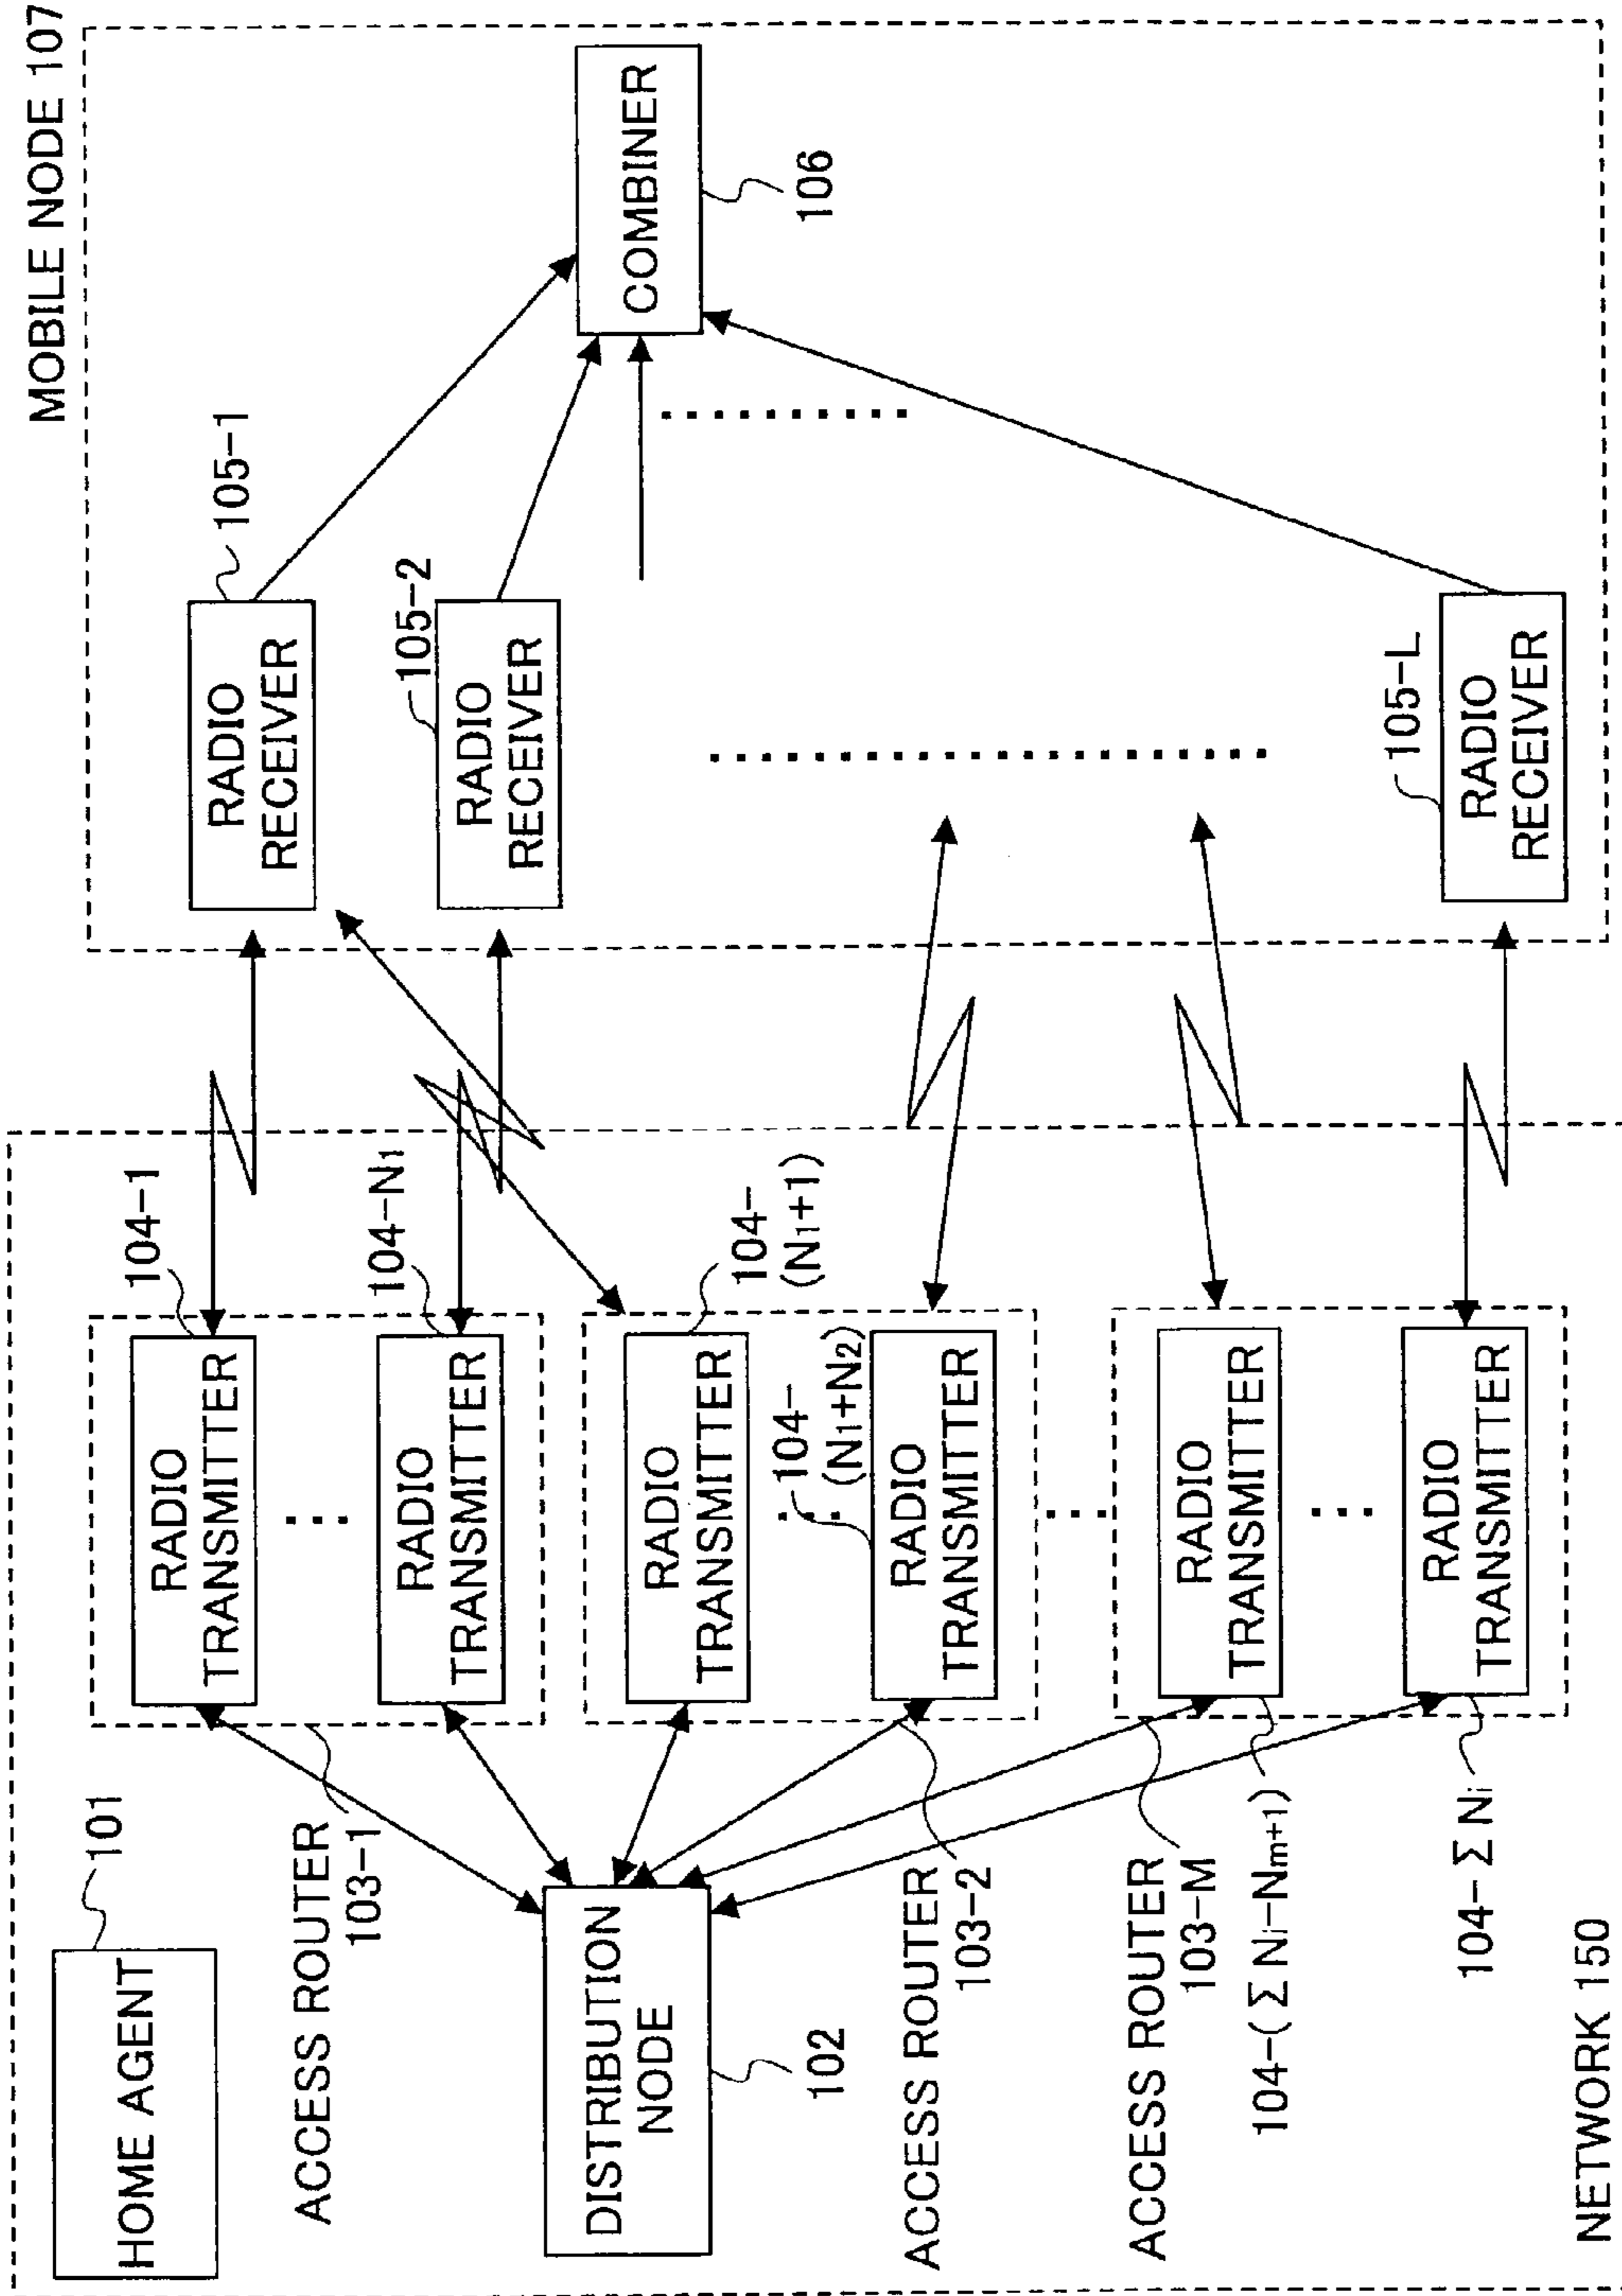 MOBILE NODE 107
COMBINER
106
105-1
RADIO
RECEIVER
105-2
RADIO
RECEIVER
105-L
RADIO
RECEIVER
104-1
RADIO
TRANSMITTER
104-N₁
RADIO
TRANSMITTER
104-
(N₁+1)
RADIO
TRANSMITTER
104-
(N₁+N₂)
RADIO
TRANSMITTER
RADIO
TRANSMITTER
RADIO
TRANSMITTER
101
HOME AGENT
ACCESS ROUTER
103-1
DISTRIBUTION
NODE
102
ACCESS ROUTER
103-2
ACCESS ROUTER
103-M
104-(ΣNᵢ-Nₘ₊₁)
104-ΣNᵢ
NETWORK 150